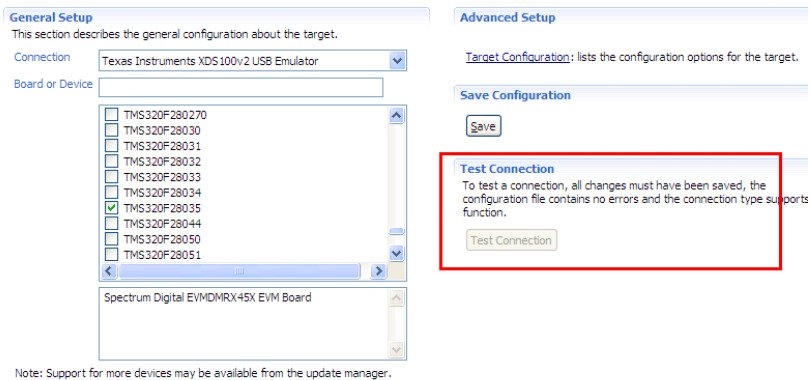 General Setup
This section describes the general configuration about the target.
Connection
Texas Instruments XDS100v2 USB Emulator
Board or Device
TMS320F280270
TMS320F28030
TMS320F28031
TMS320F28032
TMS320F28033
TMS320F28034
TMS320F28035
TMS320F28044
TMS320F28050
TMS320F28051
Spectrum Digital EVMDMRX45X EVM Board
Note: Support for more devices may be available from the update manager.
Advanced Setup
Target Configuration: lists the configuration options for the target.
Save Configuration
Save
Test Connection
To test a connection, all changes must have been saved, the
configuration file contains no errors and the connection type supports
function.
Test Connection